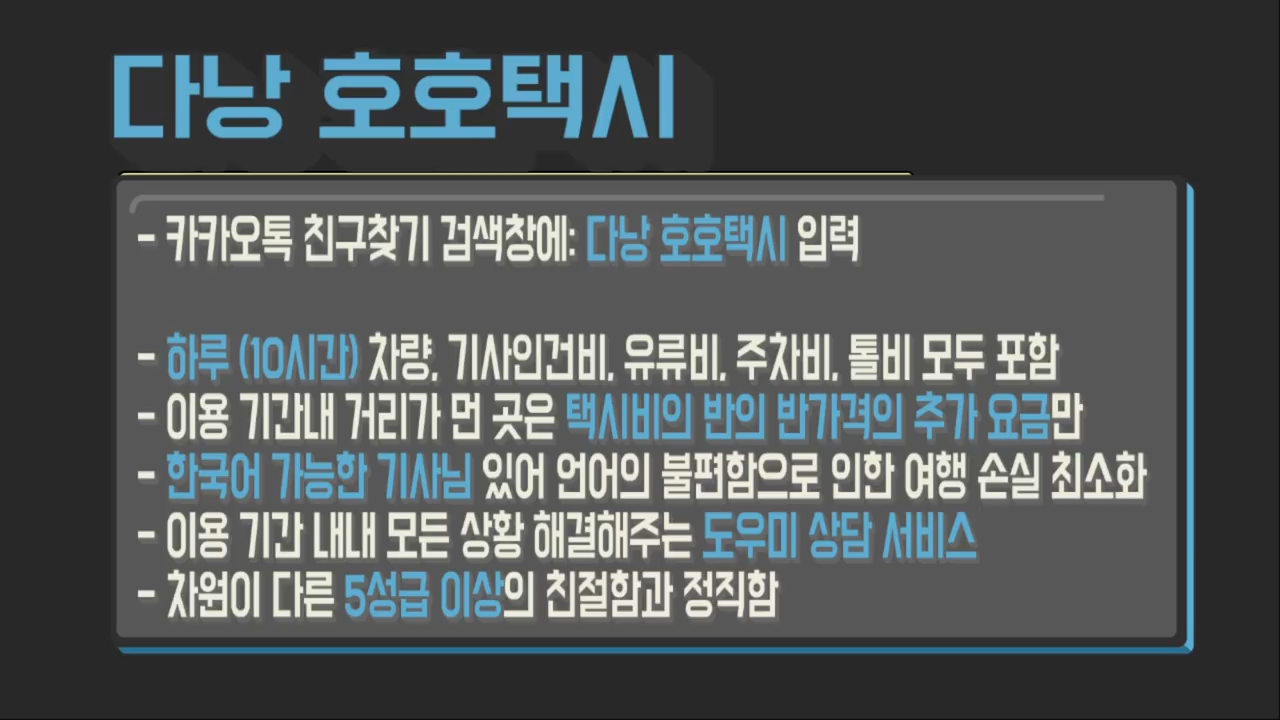 다낭 호호택시
- 카카오톡 친구찾기 검색창에: 다낭 호호택시 입력
- 하루 (10시간) 차량, 기사인건비, 유류비, 주차비, 톨비 모두 포함
- 이용 기간내 거리가 먼 곳은 택시비의 반의 반가격의 추가 요금만
- 한국어 가능한 기사님 있어 언어의 불편함으로 인한 여행 손실 최소화
- 이용 기간 내내 모든 상황 해결해주는 도우미 상담 서비스
- 차원이 다른 5성급 이상의 친절함과 정직함